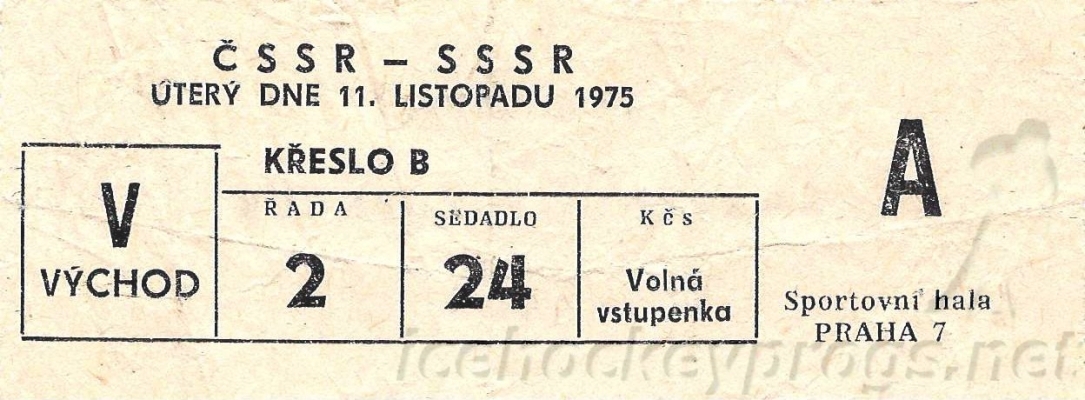 ČSSR – SSSR
ÚTERÝ DNE 11. LISTOPADU 1975
A
KŘESLO B
V
VÝCHOD
ŘADA
2
SEDADLO
24
Kčs
Volná
vstupenka
Sportovní hala
PRAHA 7
icehockeyprogs.net